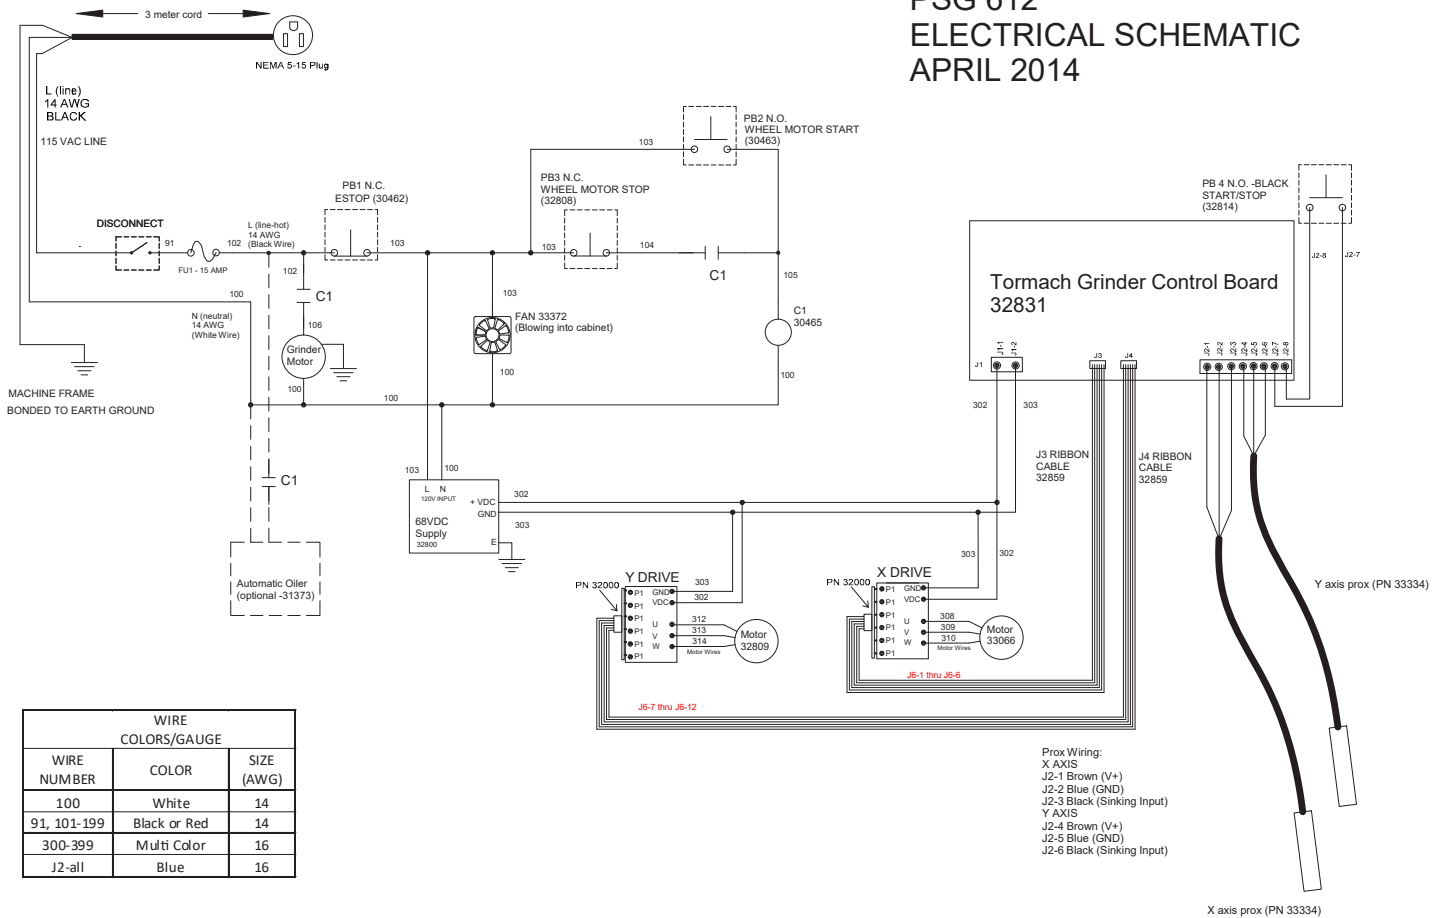 PSG 612
ELECTRICAL SCHEMATIC
APRIL 2014
3 meter cord
NEMA 5-15 Plug
L (line)
14 AWG
BLACK
115 VAC LINE
DISCONNECT
91
FU1 - 15 AMP
102
L (line-hot)
14 AWG
(Black Wire)
PB1 N.C.
ESTOP (30462)
103
PB2 N.O.
WHEEL MOTOR START
(30463)
103
PB3 N.C.
WHEEL MOTOR STOP
(32808)
103
104
C1
105
C1
30465
100
102
C1
106
Grinder
Motor
100
100
N (neutral)
14 AWG
(White Wire)
103
FAN 33372
(Blowing into cabinet)
100
100
MACHINE FRAME
BONDED TO EARTH GROUND
C1
Automatic Oiler
(optional -31373)
103
100
L N
120V INPUT
+ VDC
GND
68VDC
Supply
32800
E
302
303
PB 4 N.O. -BLACK
START/STOP
(32814)
J2-8
J2-7
Tormach Grinder Control Board
32831
J1
J1-1
J1-2
J3
J4
J2-1
J2-2
J2-3
J2-4
J2-5
J2-6
J2-7
J2-8
302
303
J3 RIBBON
CABLE
32859
J4 RIBBON
CABLE
32859
303
302
PN 32000
Y DRIVE
P1
P1
P1
P1
P1
P1
GND
VDC
U
V
W
303
302
312
313
314
Motor Wires
Motor
32809
PN 32000
X DRIVE
P1
P1
P1
P1
P1
P1
GND
VDC
U
V
W
308
309
310
Motor Wires
Motor
33066
J6-1 thru J6-6
J6-7 thru J6-12
Y axis prox (PN 33334)
X axis prox (PN 33334)
Prox Wiring:
X AXIS
J2-1 Brown (V+)
J2-2 Blue (GND)
J2-3 Black (Sinking Input)
Y AXIS
J2-4 Brown (V+)
J2-5 Blue (GND)
J2-6 Black (Sinking Input)
WIRE
COLORS/GAUGE
WIRE NUMBER COLOR SIZE (AWG)
100 White 14
91, 101-199 Black or Red 14
300-399 Multi Color 16
J2-all Blue 16